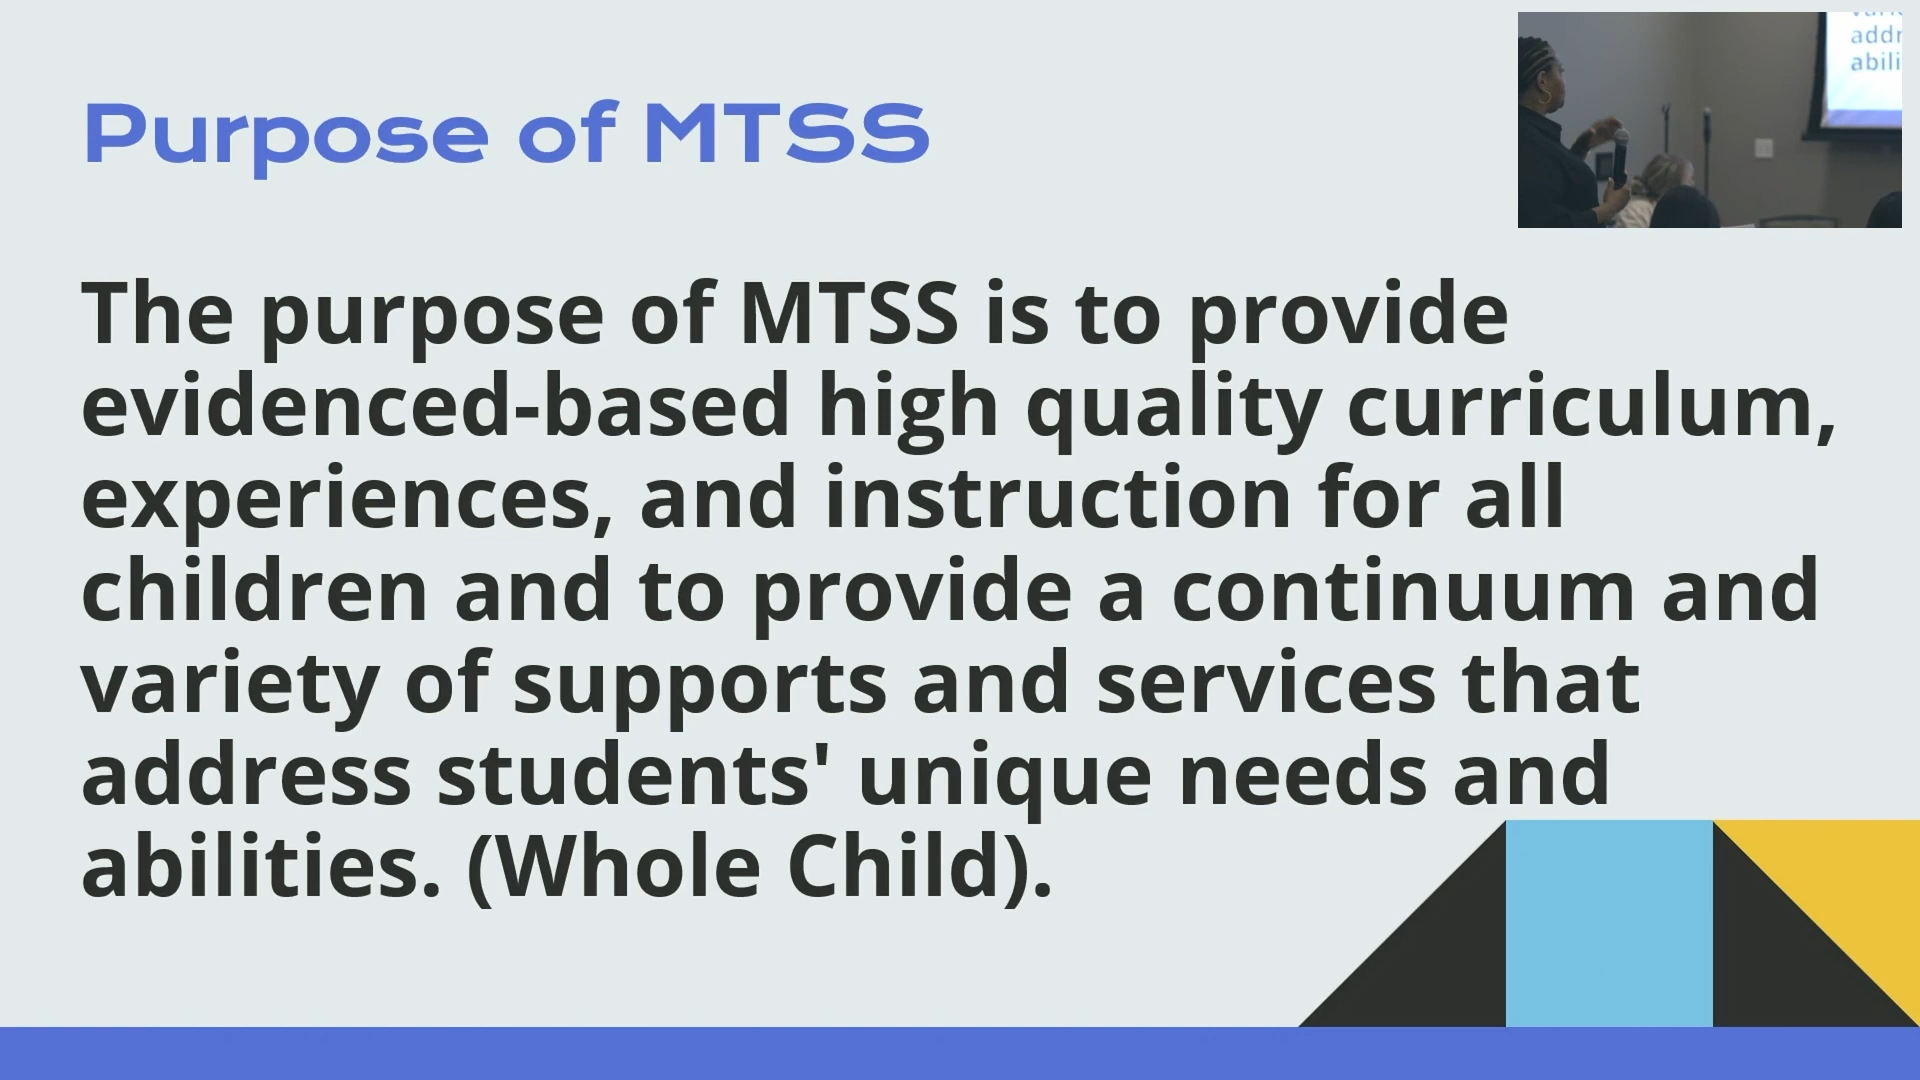 Purpose of MTSS
The purpose of MTSS is to provide
evidenced-based high quality curriculum,
experiences, and instruction for all
children and to provide a continuum and
variety of supports and services that
address students' unique needs and
abilities. (Whole Child).
addr
abili